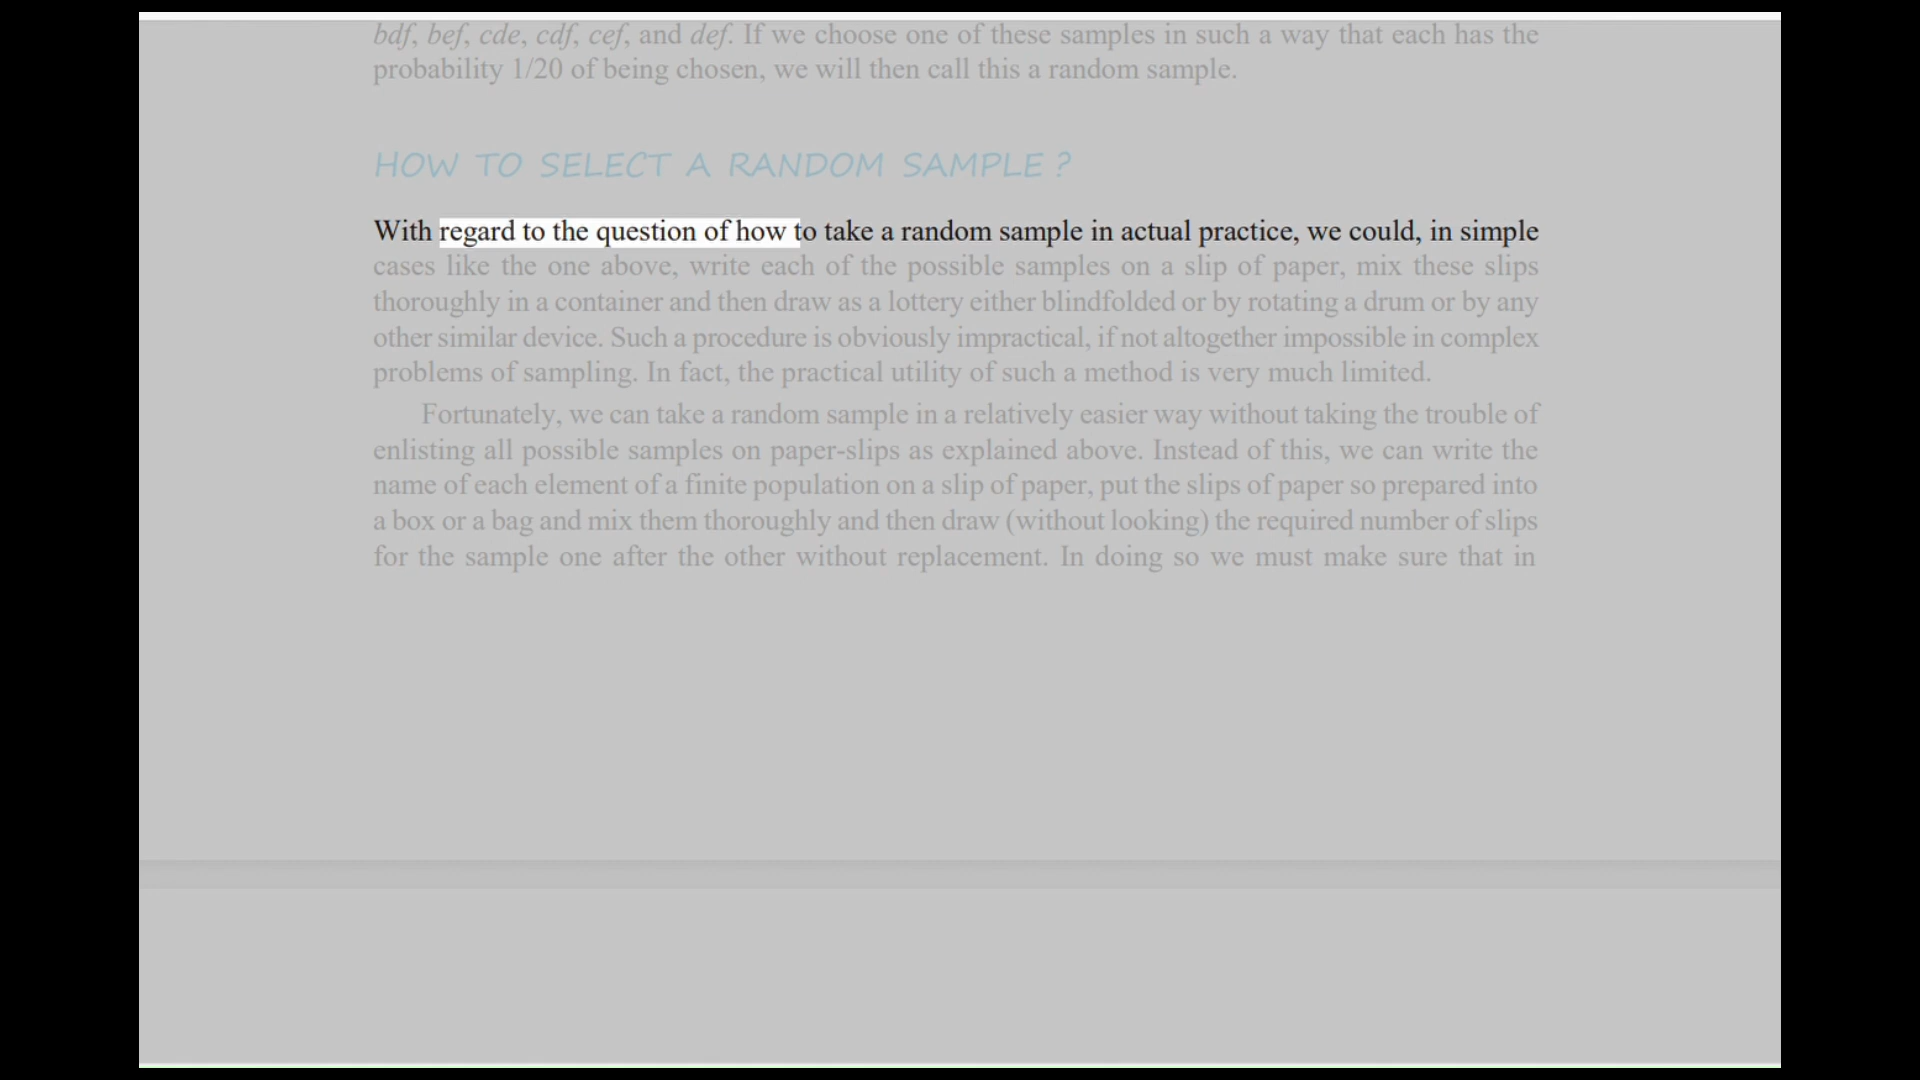 bdf, bef, cde, cdf, cef, and def. If we choose one of these samples in such a way that each has the
probability 1/20 of being chosen, we will then call this a random sample.
HOW TO SELECT A RANDOM SAMPLE ?
With regard to the question of how to take a random sample in actual practice, we could, in simple
cases like the one above, write each of the possible samples on a slip of paper, mix these slips
thoroughly in a container and then draw as a lottery either blindfolded or by rotating a drum or by any
other similar device. Such a procedure is obviously impractical, if not altogether impossible in complex
problems of sampling. In fact, the practical utility of such a method is very much limited.
Fortunately, we can take a random sample in a relatively easier way without taking the trouble of
enlisting all possible samples on paper-slips as explained above. Instead of this, we can write the
name of each element of a finite population on a slip of paper, put the slips of paper so prepared into
a box or a bag and mix them thoroughly and then draw (without looking) the required number of slips
for the sample one after the other without replacement. In doing so we must make sure that in